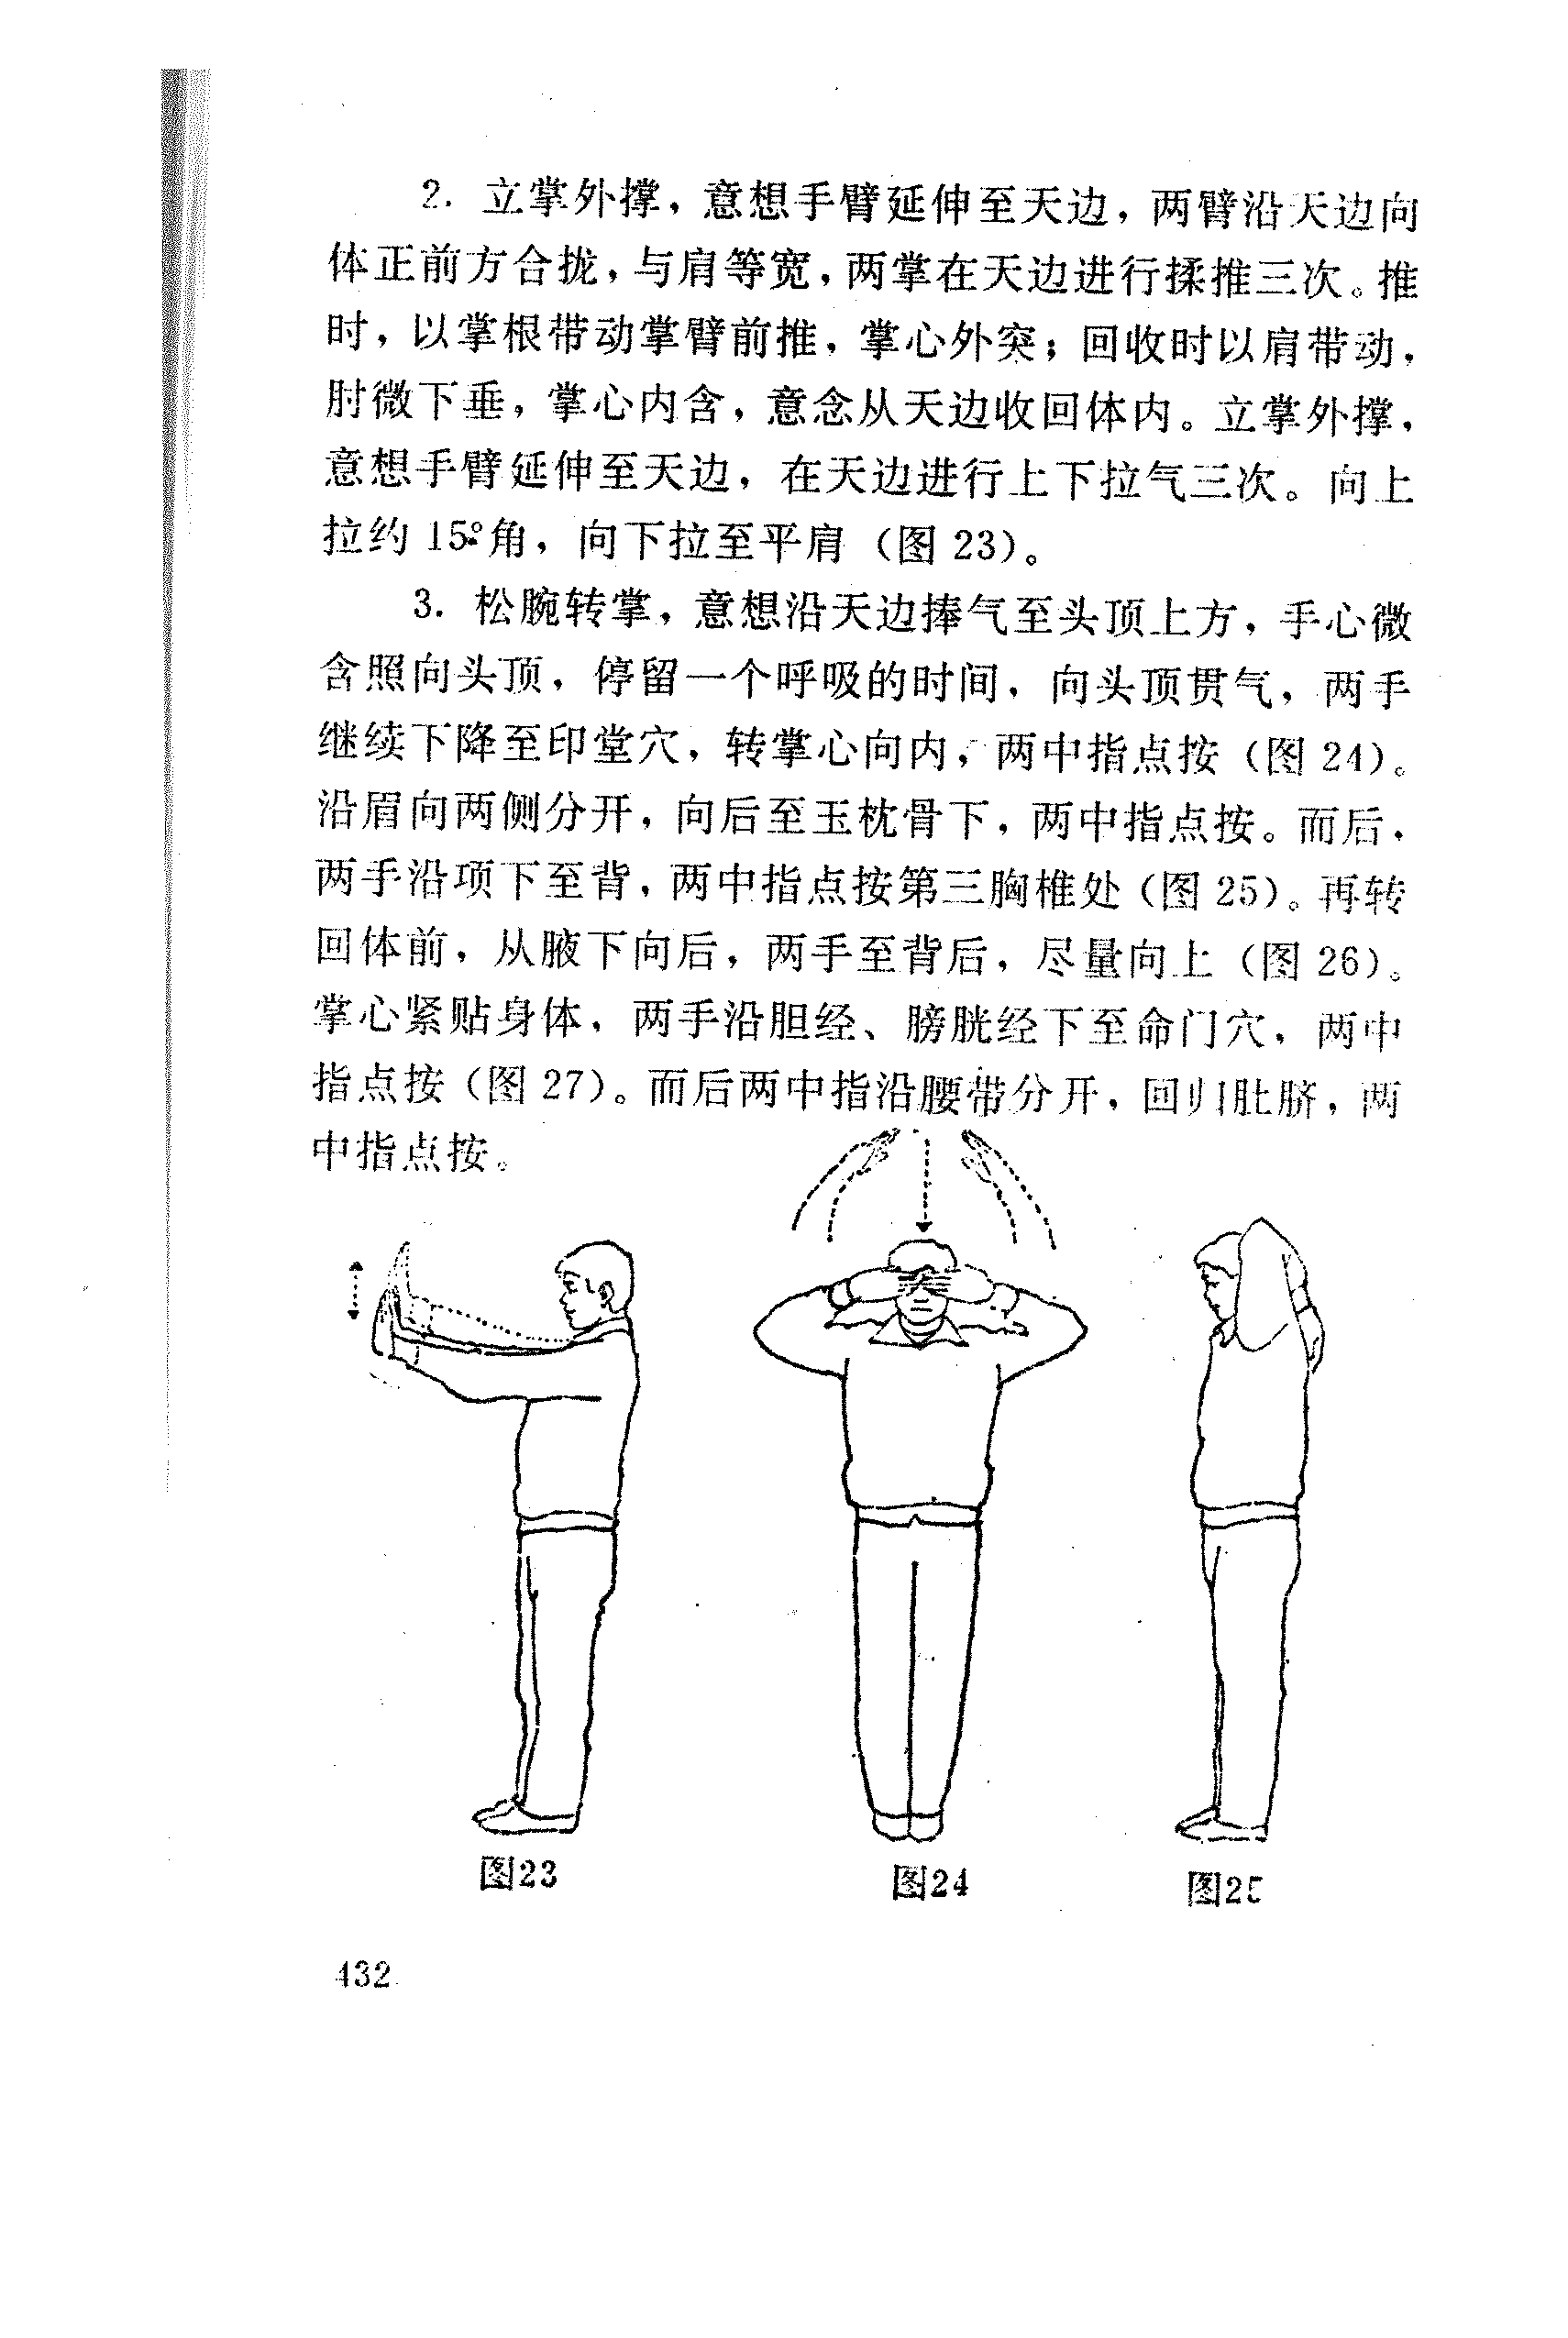 2. 立掌外撑，意想手臂延伸至天边，两臂沿天边向
体正前方合拢，与肩等宽，两掌在天边进行揉推三次。推
时，以掌根带动掌臂前推，掌心外突；回收时以肩带动，
肘微下垂，掌心内含，意念从天边收回体内。立掌外撑，
意想手臂延伸至天边，在天边进行上下拉气三次。向上
拉约 15°角，向下拉至平肩（图 23）。
3. 松腕转掌，意想沿天边捧气至头顶上方，手心微
含照向头顶，停留一个呼吸的时间，向头顶贯气，两手
继续下降至印堂穴，转掌心向内，两中指点按（图 24）。
沿眉向两侧分开，向后至玉枕骨下，两中指点按。而后，
两手沿项下至背，两中指点按第三胸椎处（图 25）。再转
回体前，从腋下向后，两手至背后，尽量向上（图 26）。
掌心紧贴身体，两手沿胆经、膀胱经下至命门穴，两中
指点按（图 27）。而后两中指沿腰带分开，回归肚脐，两
中指点按。
图23
图24
图25
432